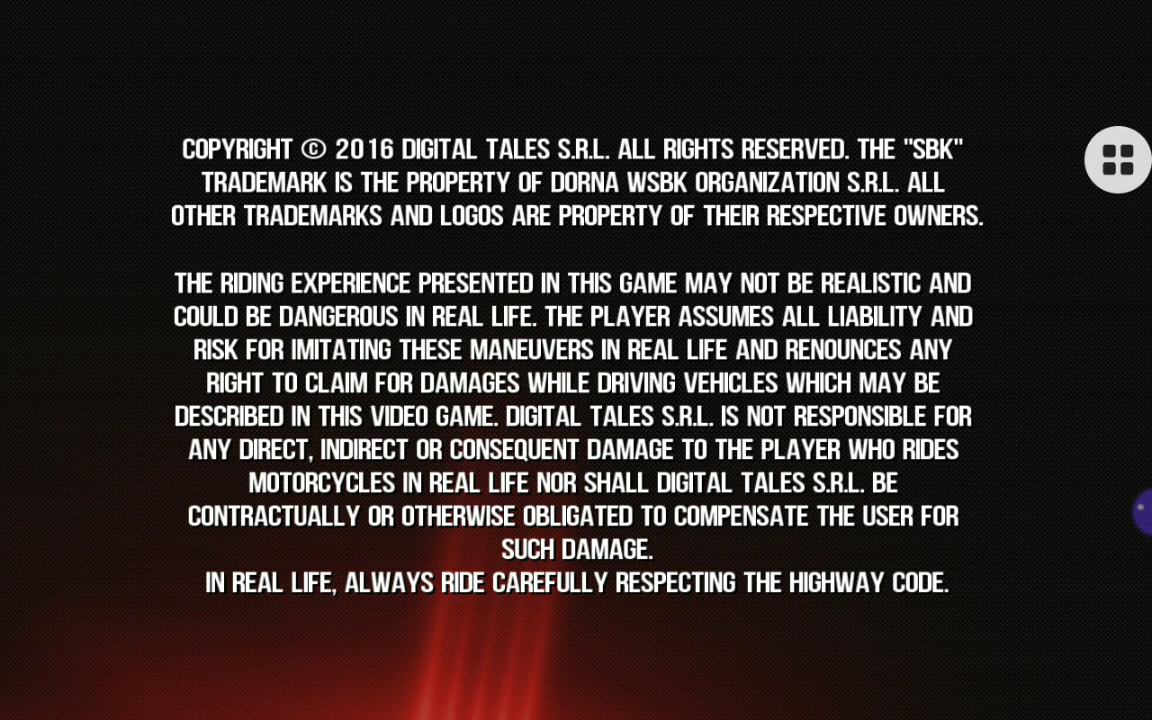 COPYRIGHT © 2016 DIGITAL TALES S.R.L. ALL RIGHTS RESERVED. THE "SBK"
TRADEMARK IS THE PROPERTY OF DORNA WSBK ORGANIZATION S.R.L. ALL
OTHER TRADEMARKS AND LOGOS ARE PROPERTY OF THEIR RESPECTIVE OWNERS.
THE RIDING EXPERIENCE PRESENTED IN THIS GAME MAY NOT BE REALISTIC AND
COULD BE DANGEROUS IN REAL LIFE. THE PLAYER ASSUMES ALL LIABILITY AND
RISK FOR IMITATING THESE MANEUVERS IN REAL LIFE AND RENOUNCES ANY
RIGHT TO CLAIM FOR DAMAGES WHILE DRIVING VEHICLES WHICH MAY BE
DESCRIBED IN THIS VIDEO GAME. DIGITAL TALES S.R.L. IS NOT RESPONSIBLE FOR
ANY DIRECT, INDIRECT OR CONSEQUENT DAMAGE TO THE PLAYER WHO RIDES
MOTORCYCLES IN REAL LIFE NOR SHALL DIGITAL TALES S.R.L. BE
CONTRACTUALLY OR OTHERWISE OBLIGATED TO COMPENSATE THE USER FOR
SUCH DAMAGE.
IN REAL LIFE, ALWAYS RIDE CAREFULLY RESPECTING THE HIGHWAY CODE.